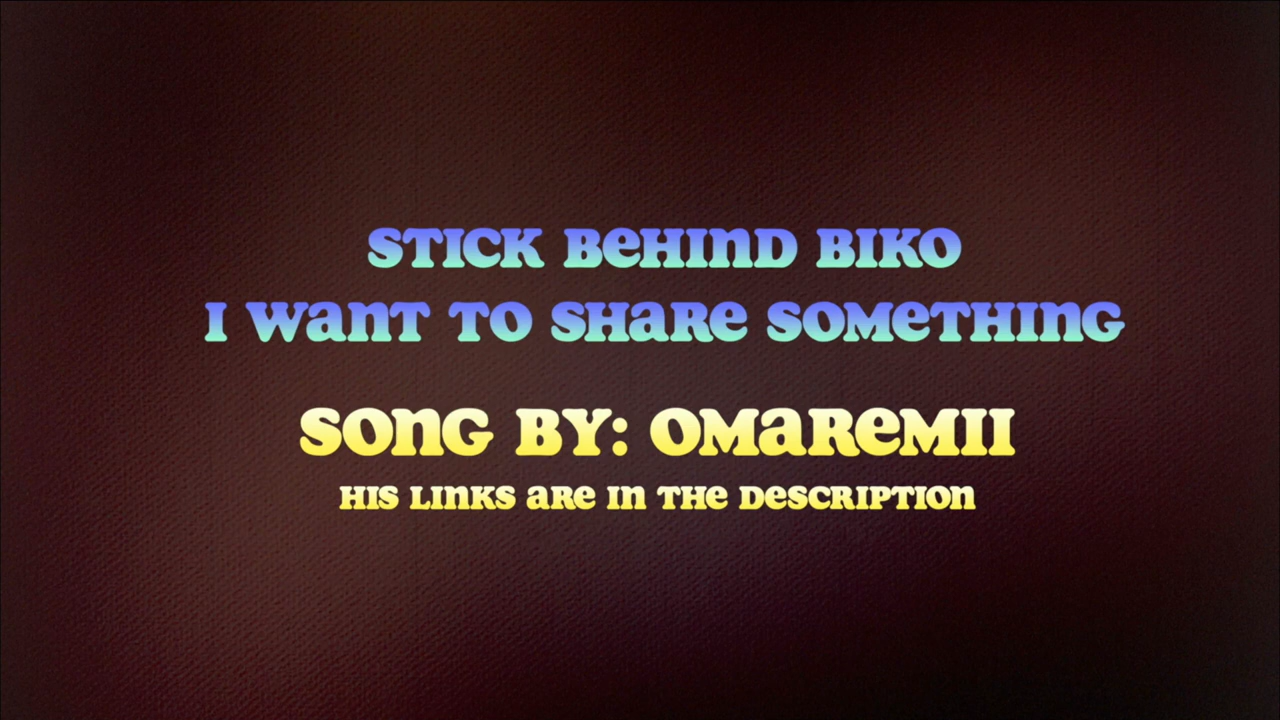 STICK BEHIND BIKO
I WANT TO SHARE SOMETHING
SONG BY: OMAREMII
HIS LINKS ARE IN THE DESCRIPTION